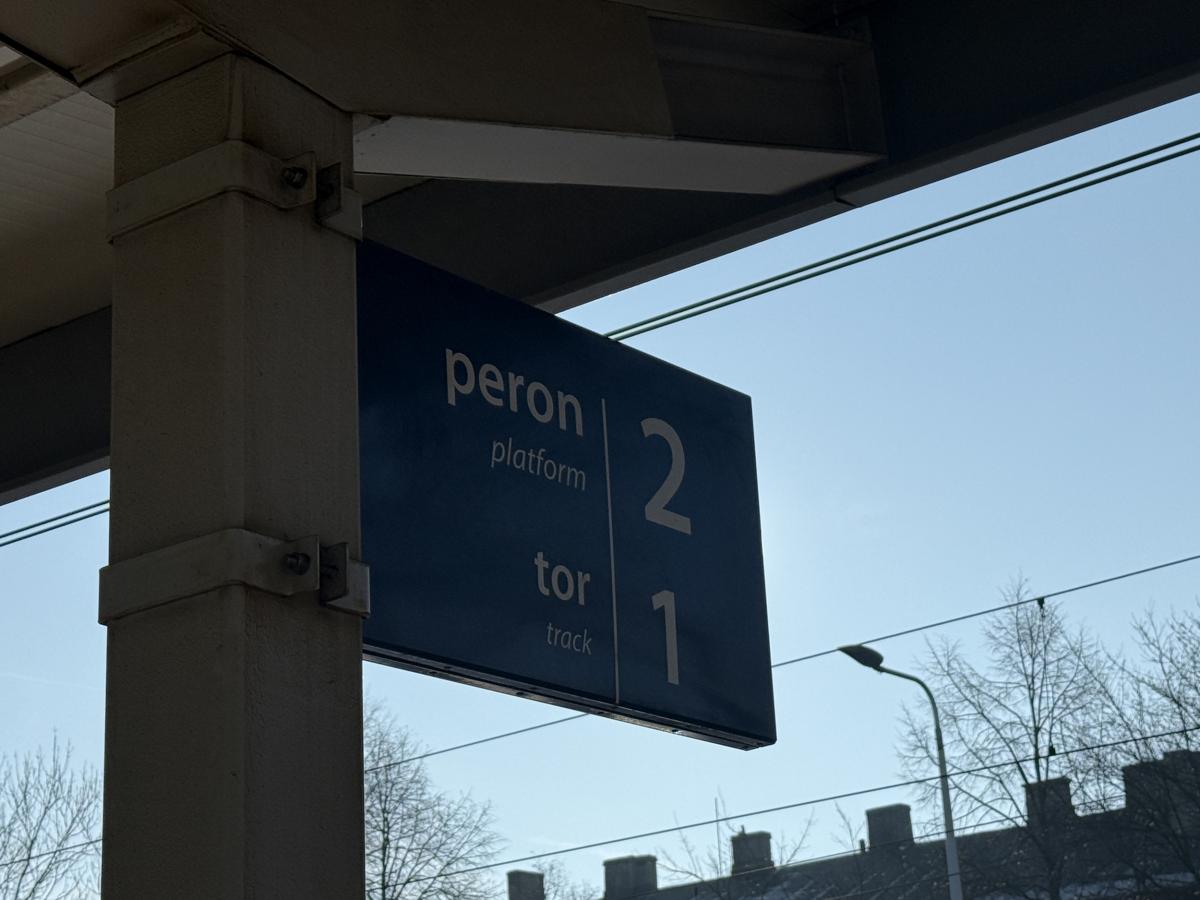 peron 2
platform
tor 1
track